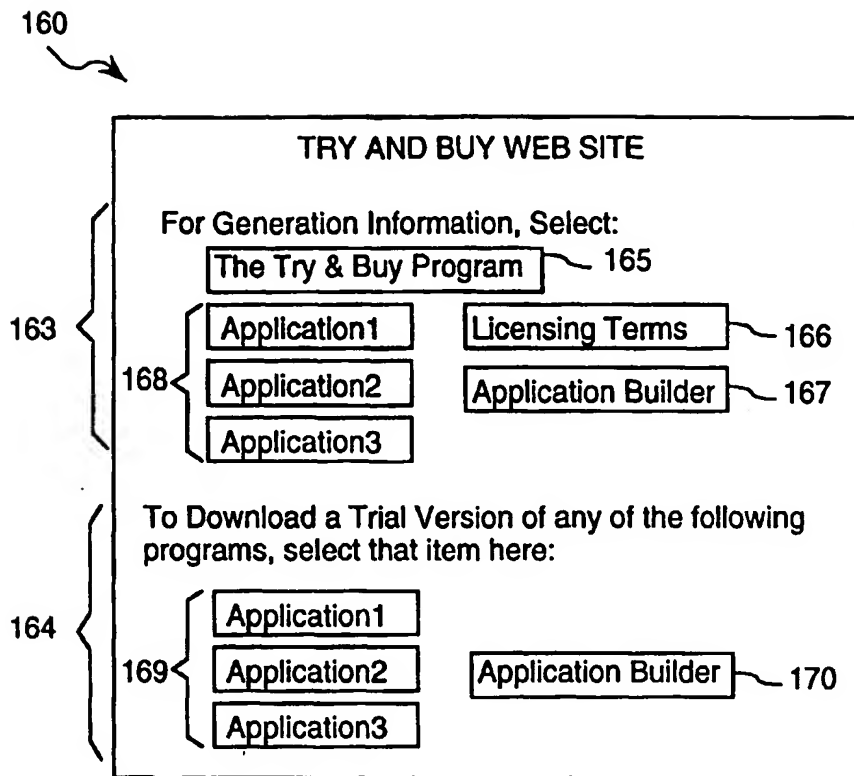 160
TRY AND BUY WEB SITE
For Generation Information, Select:
The Try & Buy Program 165
163
168
Application1 Licensing Terms 166
Application2 Application Builder 167
Application3
To Download a Trial Version of any of the following
programs, select that item here:
164
169
Application1
Application2 Application Builder 170
Application3